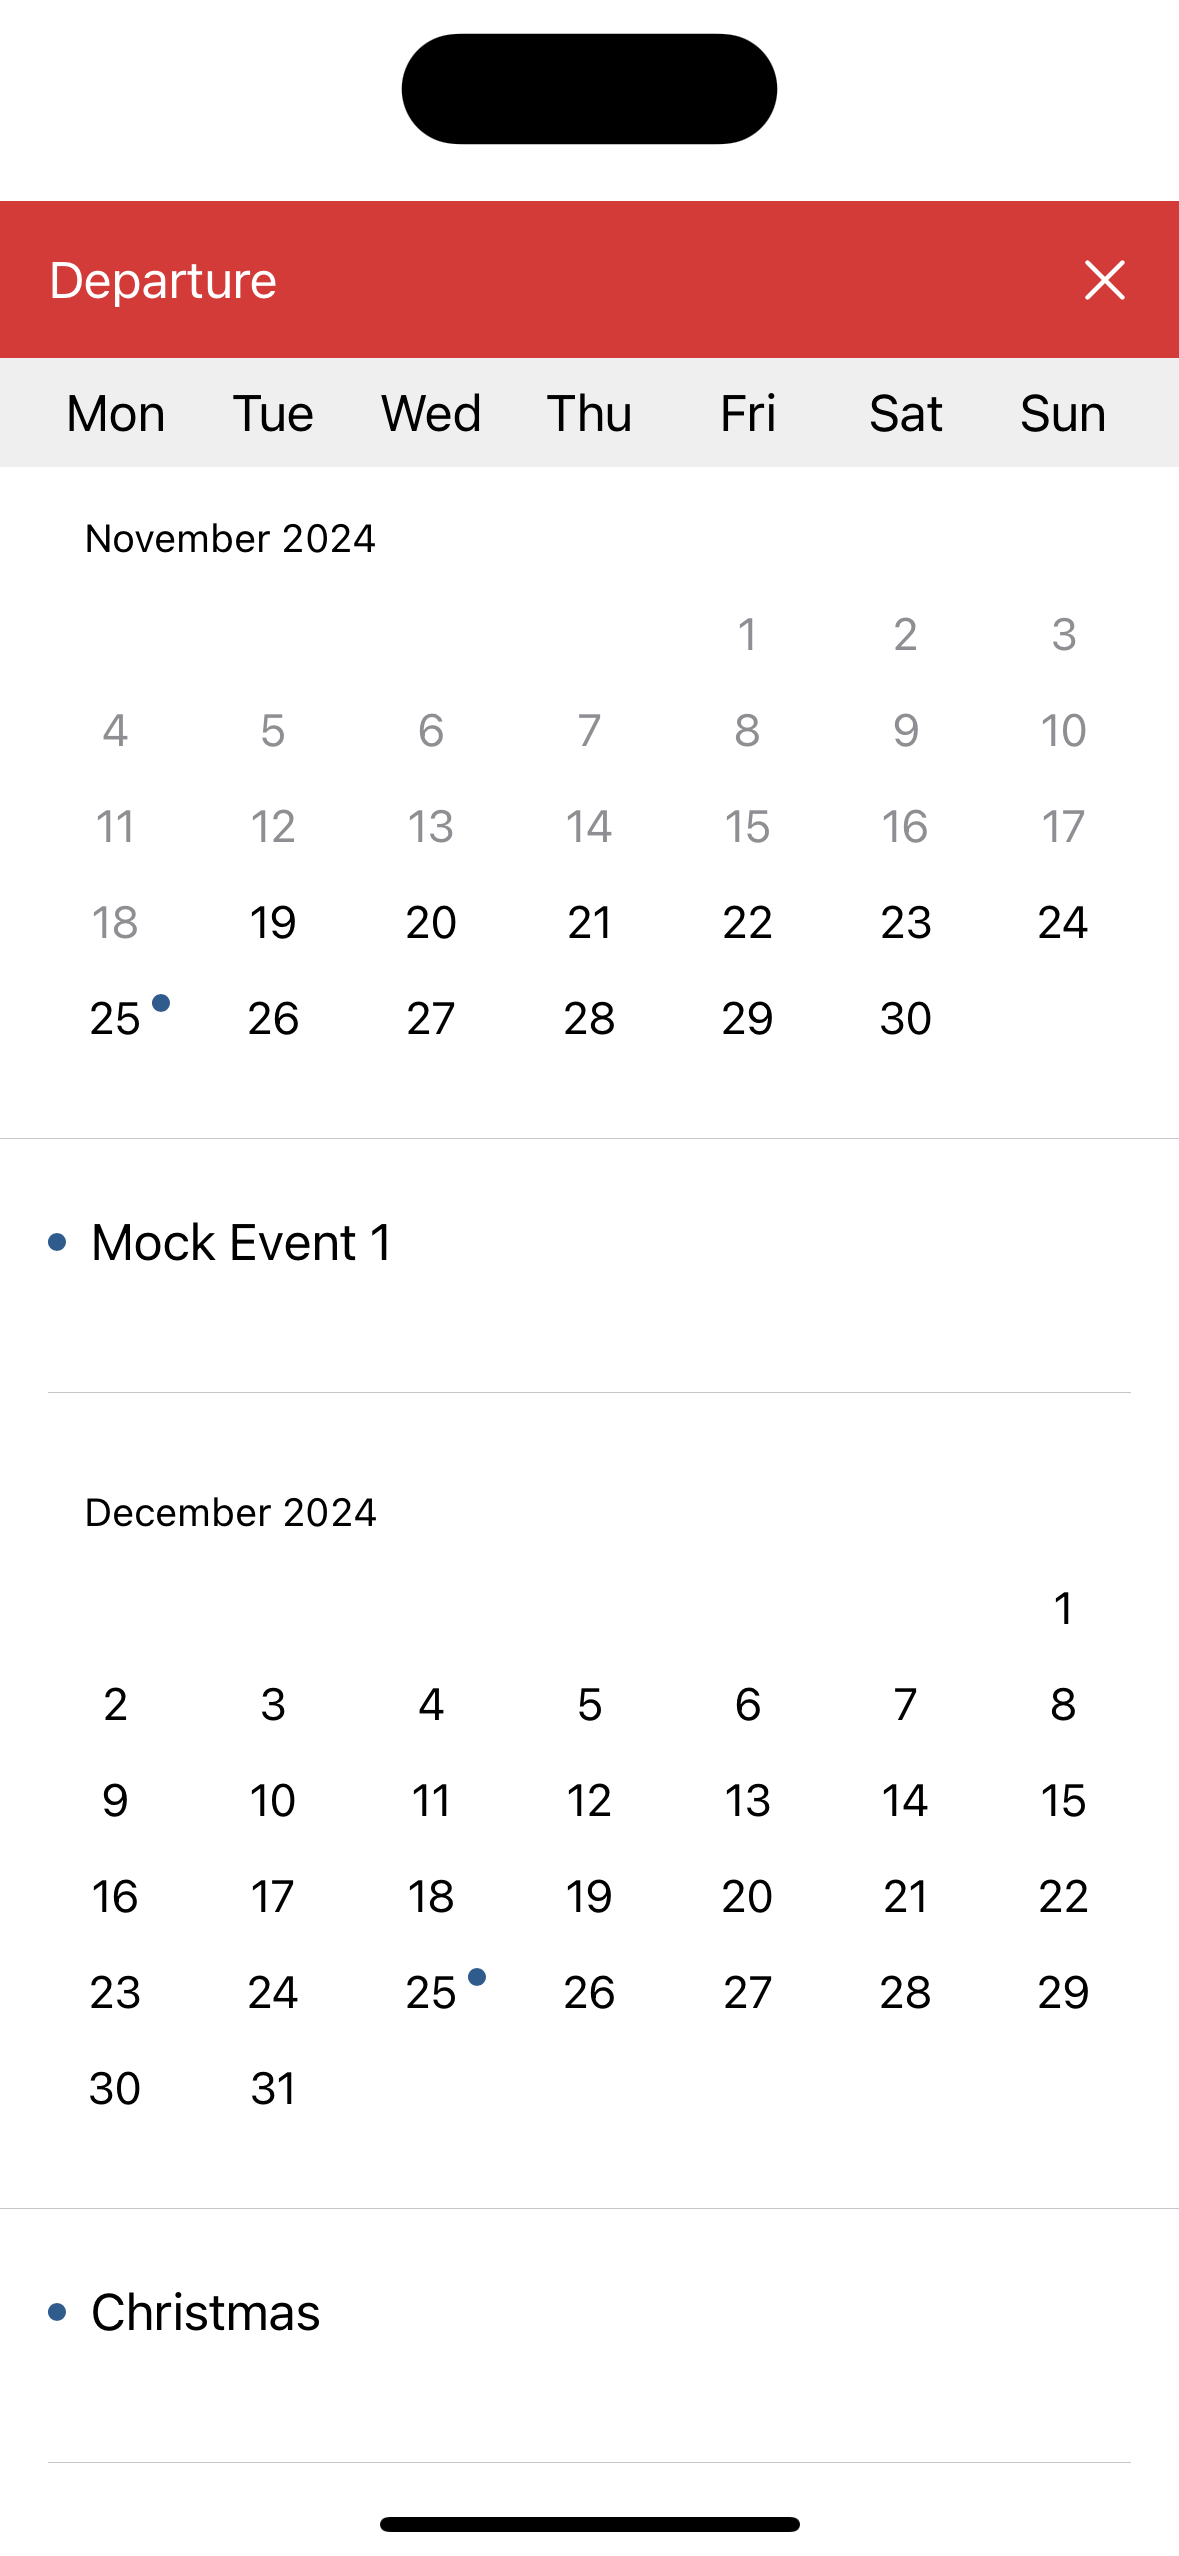 Departure
Mon Tue Wed Thu Fri Sat Sun
November 2024
1 2 3
4 5 6 7 8 9 10
11 12 13 14 15 16 17
18 19 20 21 22 23 24
25 26 27 28 29 30
Mock Event 1
December 2024
1
2 3 4 5 6 7 8
9 10 11 12 13 14 15
16 17 18 19 20 21 22
23 24 25 26 27 28 29
30 31
Christmas